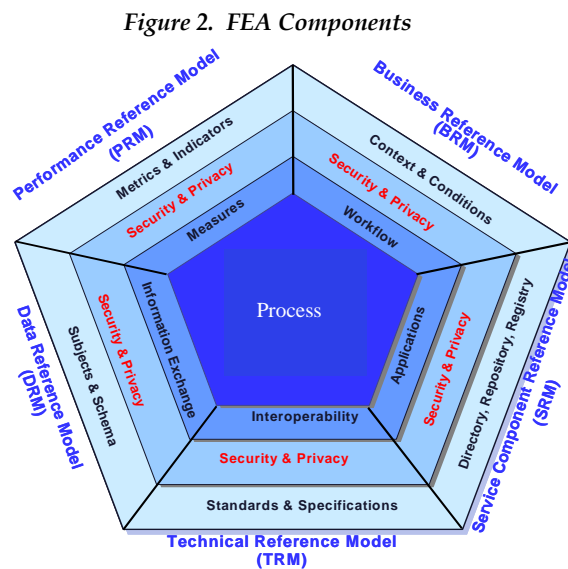 Figure 2. FEA Components
Performance Reference Model
(PRM)
Metrics & Indicators
Security & Privacy
Measures
Business Reference Model
(BRM)
Context & Conditions
Security & Privacy
Workflow
Process
Data Reference Model
(DRM)
Subjects & Schema
Security & Privacy
Information Exchange
Service Component Reference Model
(SRM)
Directory, Repository, Registry
Security & Privacy
Applications
Interoperability
Security & Privacy
Standards & Specifications
Technical Reference Model
(TRM)